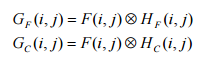 G_F(i, j) = F(i, j) ⊗ H_F(i, j)
G_C(i, j) = F(i, j) ⊗ H_C(i, j)